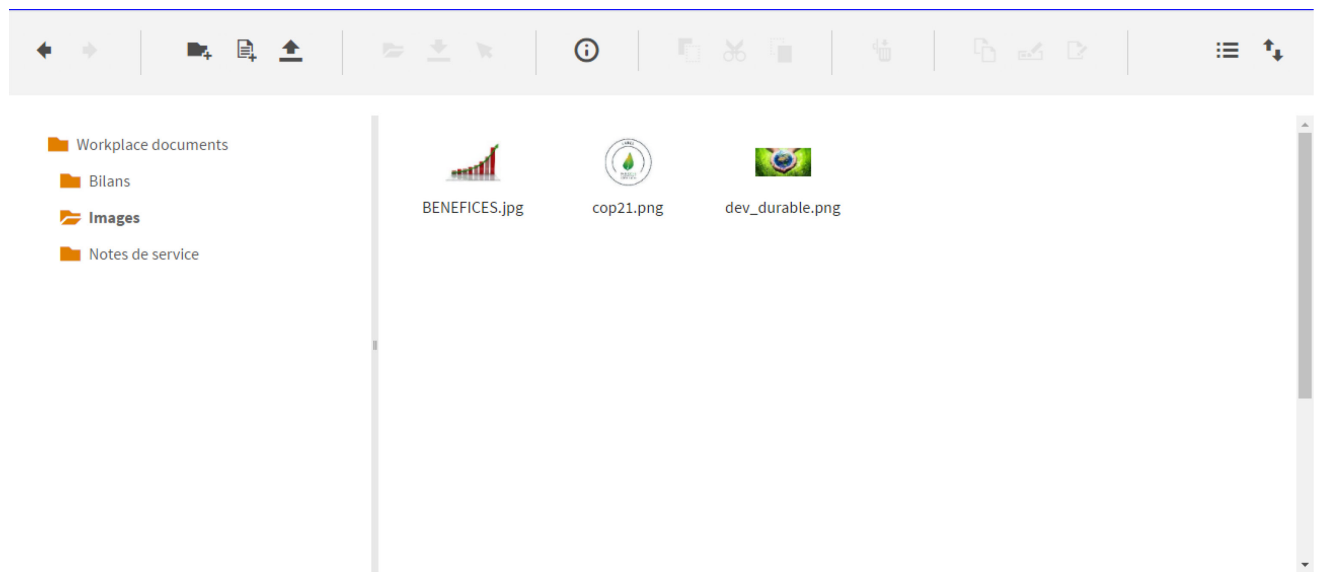 Workplace documents
Bilans
Images
Notes de service
BENEFICES.jpg cop21.png dev_durable.png